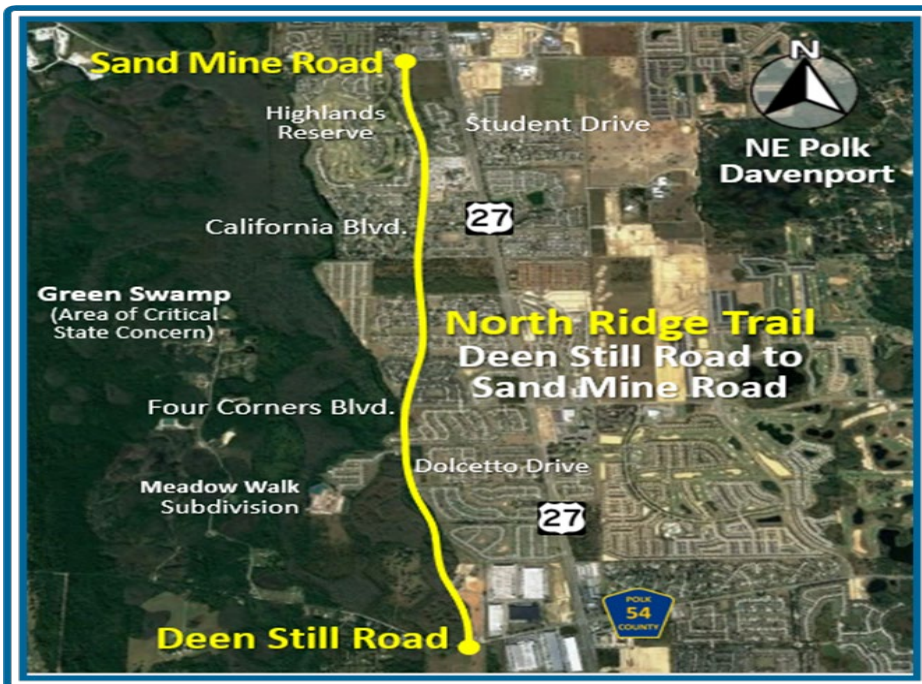 Sand Mine Road
N
Highlands
Reserve
Student Drive
NE Polk
Davenport
California Blvd.
27
Green Swamp
(Area of Critical
State Concern)
North Ridge Trail
Deen Still Road to
Sand Mine Road
Four Corners Blvd.
Dolcetto Drive
Meadow Walk
Subdivision
27
POLK
54
COUNTY
Deen Still Road